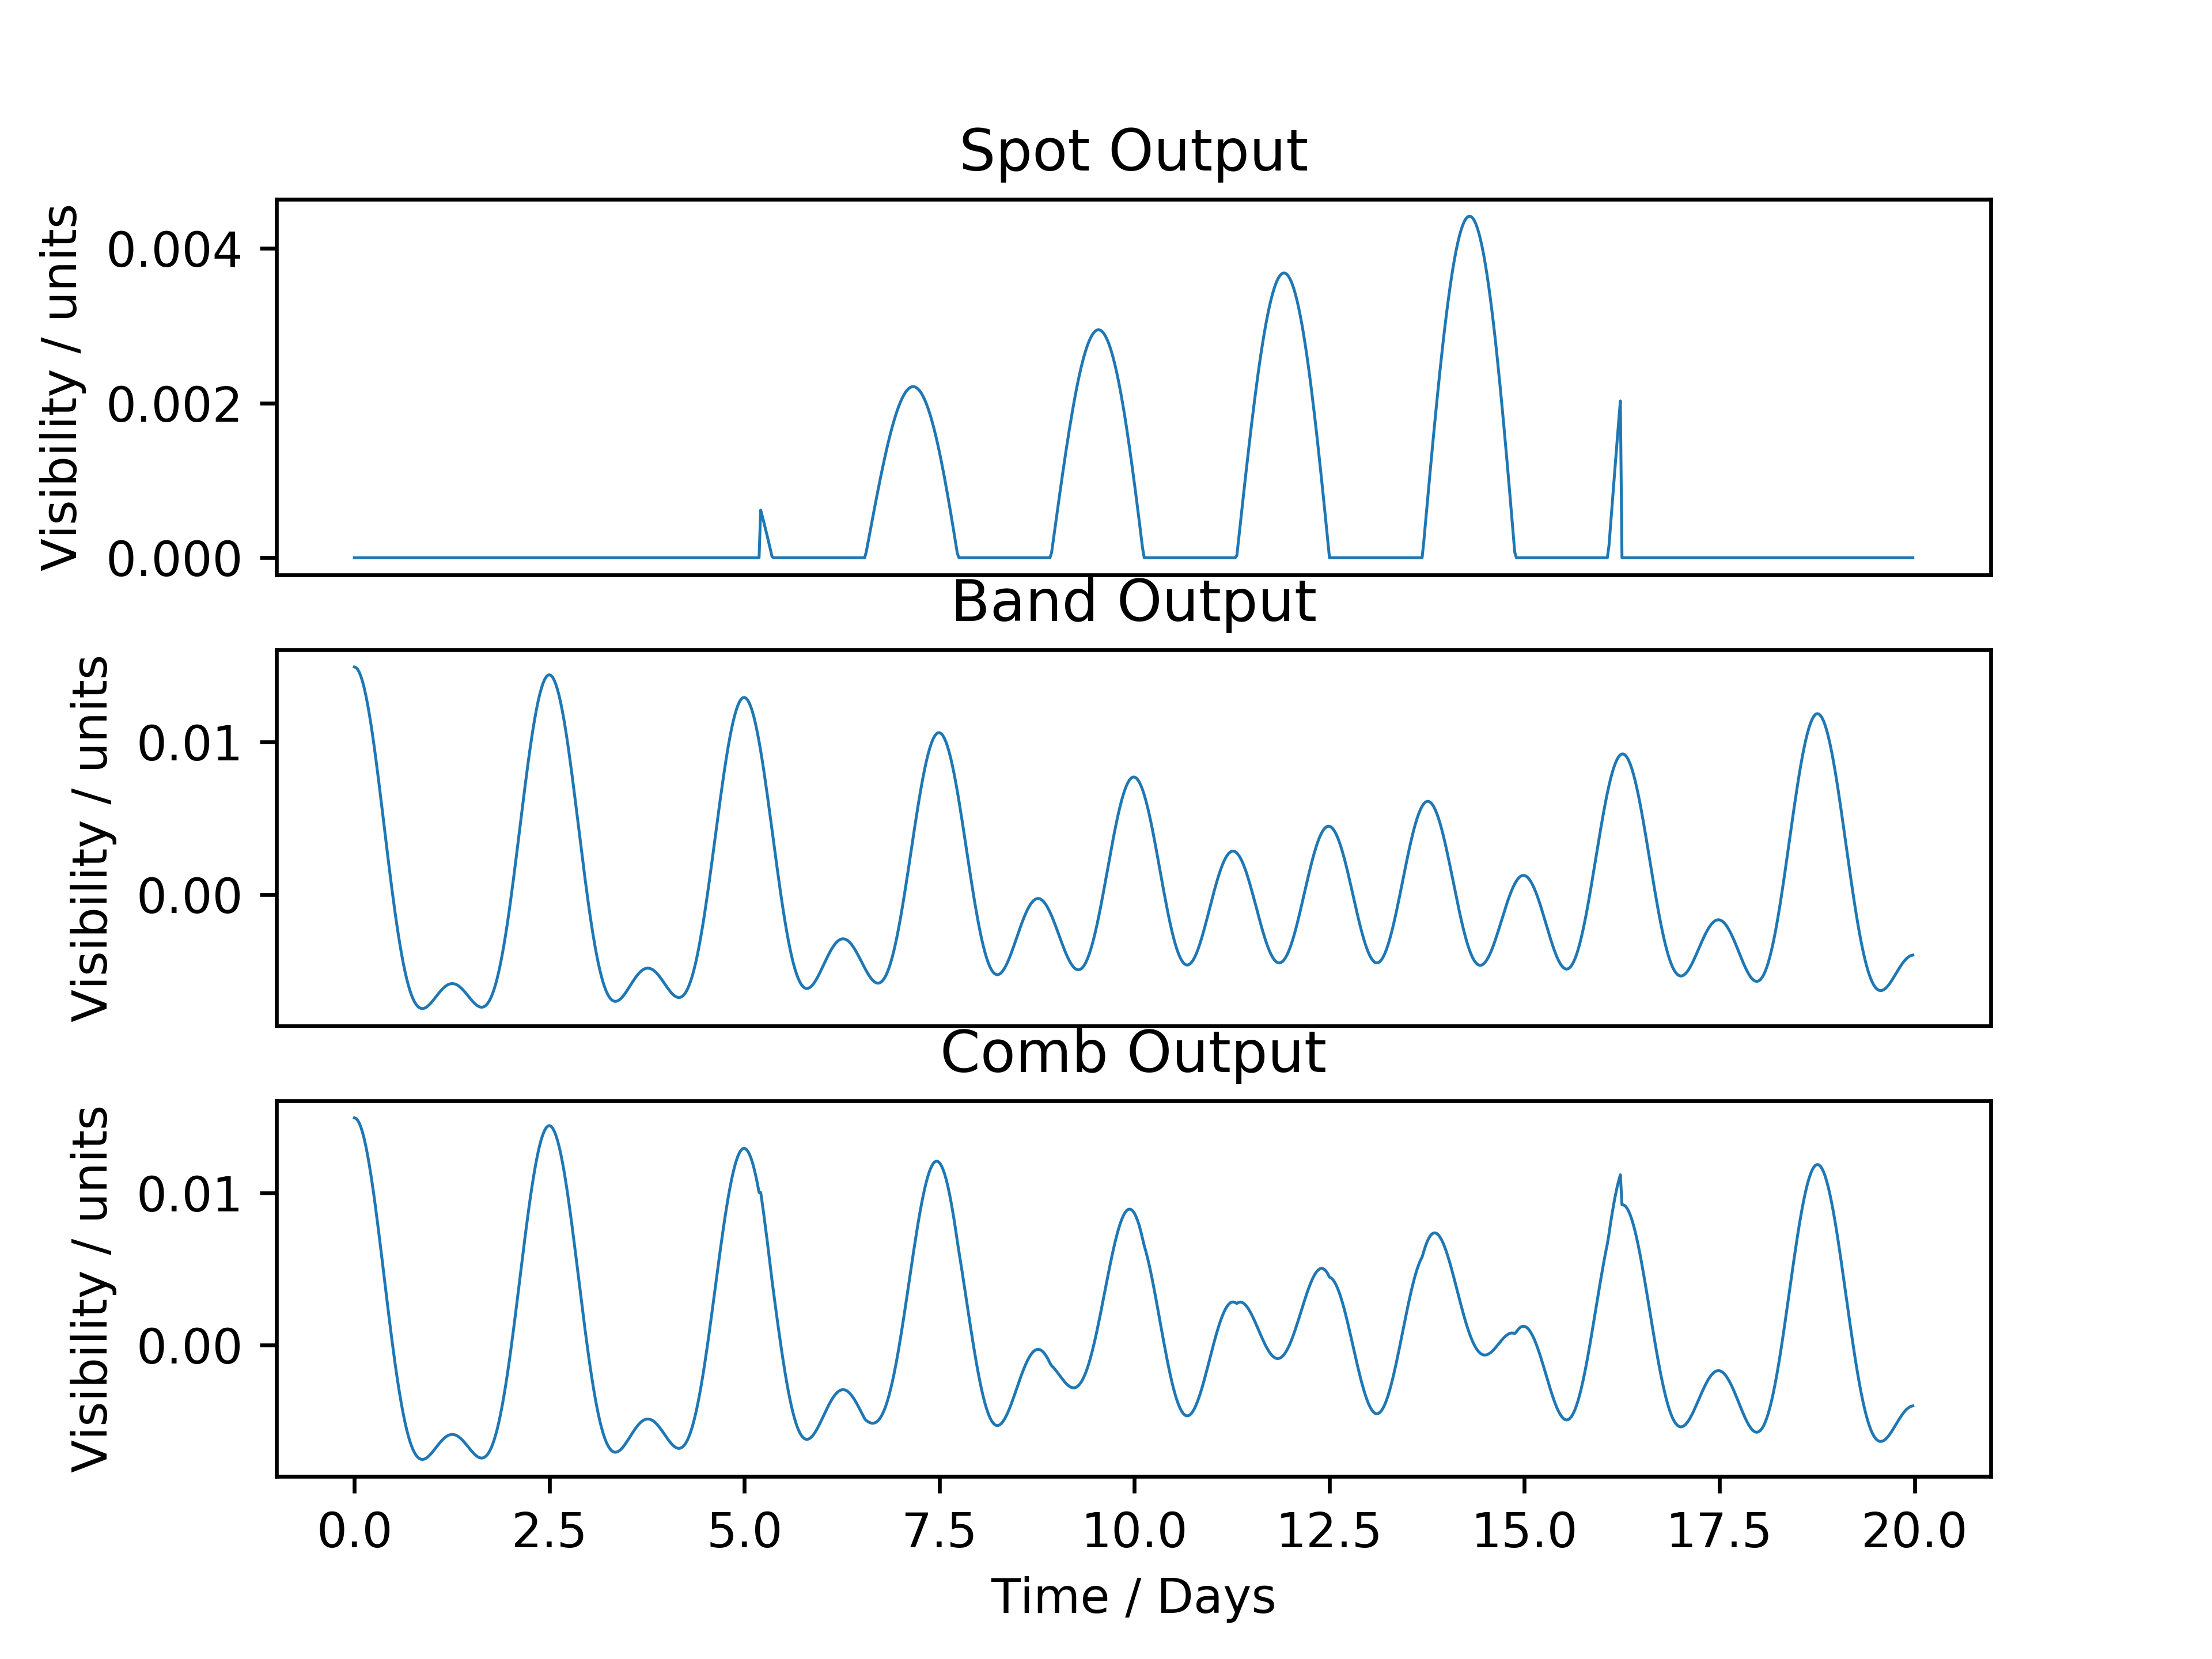 Spot Output
Visibility / units
0.004
0.002
0.000
Band Output
Visibility / units
0.01
0.00
Comb Output
Visibility / units
0.01
0.00
0.0 2.5 5.0 7.5 10.0 12.5 15.0 17.5 20.0
Time / Days